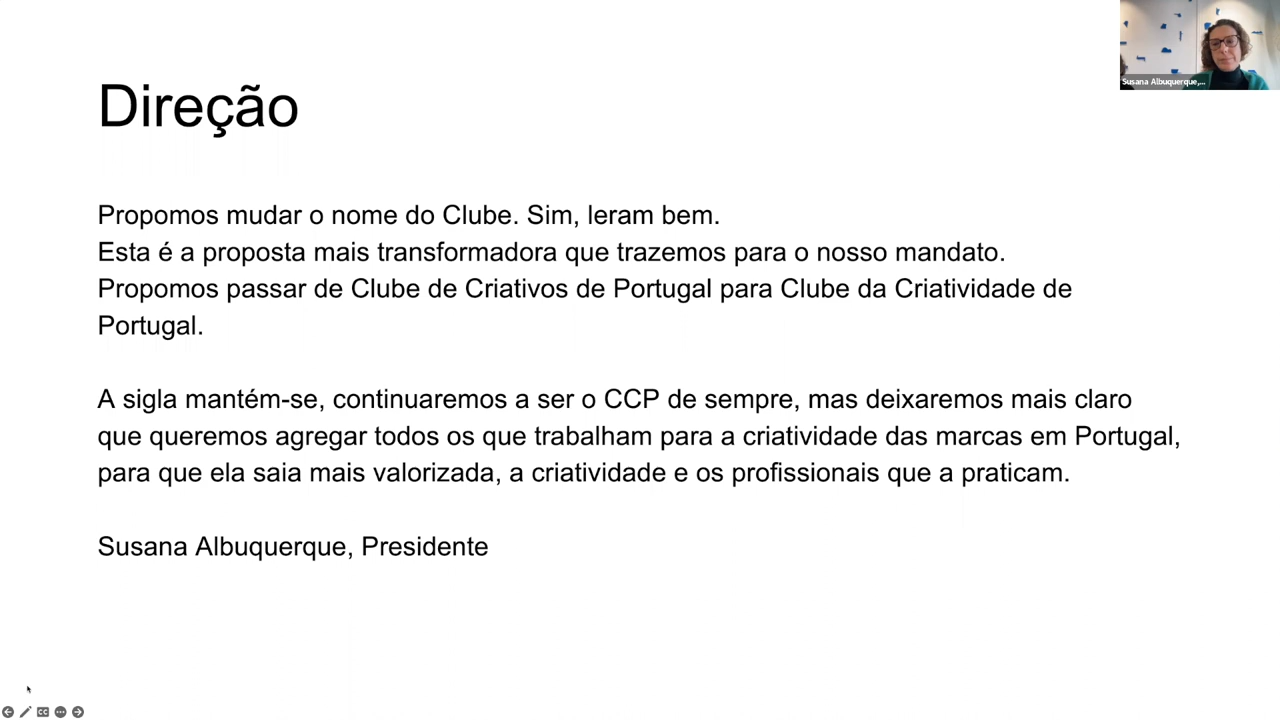 Direção
Propomos mudar o nome do Clube. Sim, leram bem.
Esta é a proposta mais transformadora que trazemos para o nosso mandato.
Propomos passar de Clube de Criativos de Portugal para Clube da Criatividade de
Portugal.
A sigla mantém-se, continuaremos a ser o CCP de sempre, mas deixaremos mais claro
que queremos agregar todos os que trabalham para a criatividade das marcas em Portugal,
para que ela saia mais valorizada, a criatividade e os profissionais que a praticam.
Susana Albuquerque, Presidente
Susana Albuquerque,...
CC